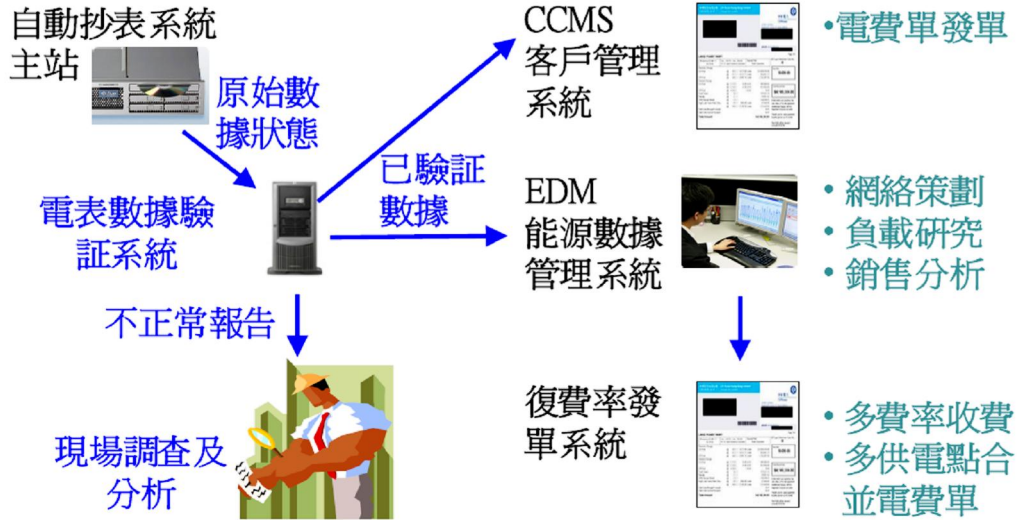 自動抄表系統
主站
原始數
據狀態
電表數據驗
証系統
已驗証
數據
不正常報告
現場調查及
分析
CCMS
客戶管理
系統
•電費單發單
EDM
能源數據
管理系統
• 網絡策劃
• 負載研究
• 銷售分析
復費率發
單系統
• 多費率收費
• 多供電點合
並電費單